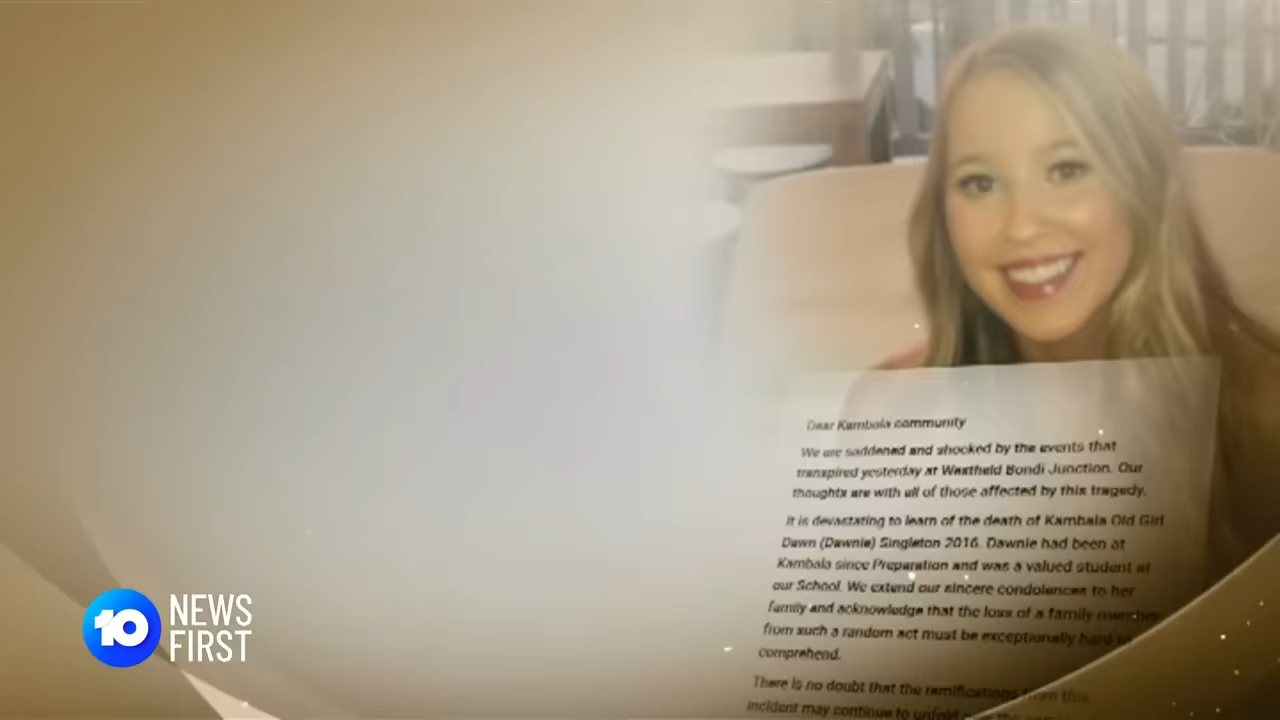 Dear Kambala community
We are saddened and shocked by the events that
transpired yesterday at Westfield Bondi Junction. Our
thoughts are with all of those affected by this tragedy.
It is devastating to learn of the death of Kambala Old Girl
Dawn (Dawnie) Singleton 2016. Dawnie had been at
Kambala since Preparation and was a valued student at
our School. We extend our sincere condolences to her
family and acknowledge that the loss of a family member
from such a random act must be exceptionally hard to
comprehend.
There is no doubt that the ramifications from this
incident may continue to unfold
10 NEWS
FIRST